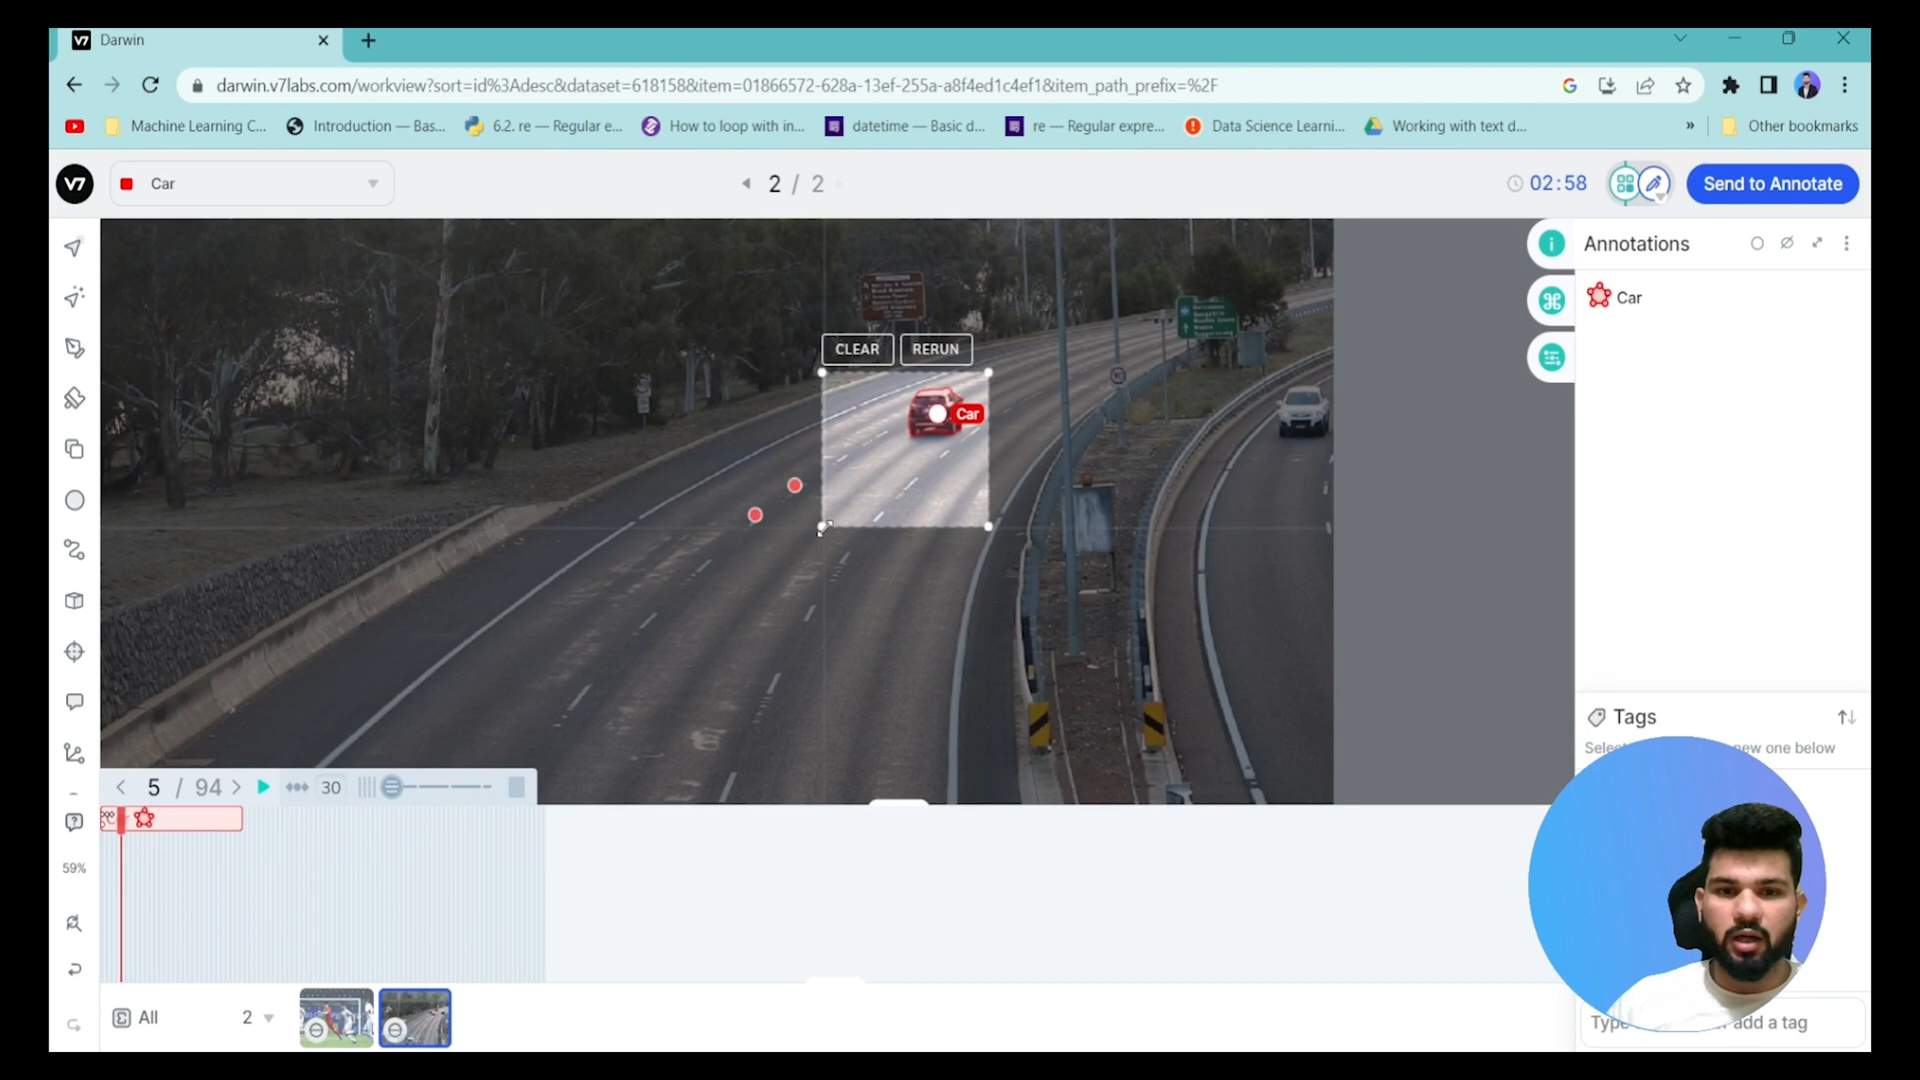 V7 Darwin
darwin.v7labs.com/workview?sort=id%3Adesc&dataset=618158&item=01866572-628a-13ef-255a-a8f4ed1c4ef1&item_path_prefix=%2F
Machine Learning C... Introduction — Bas... 6.2. re — Regular e... How to loop with in... datetime — Basic d... re — Regular expre... Data Science Learni... Working with text d... » Other bookmarks
V7 Car 2 / 2 02:58 Send to Annotate
Annotations
Car
CLEAR RERUN
Car
Tags
new one below
5 / 94 30
59%
All 2
add a tag